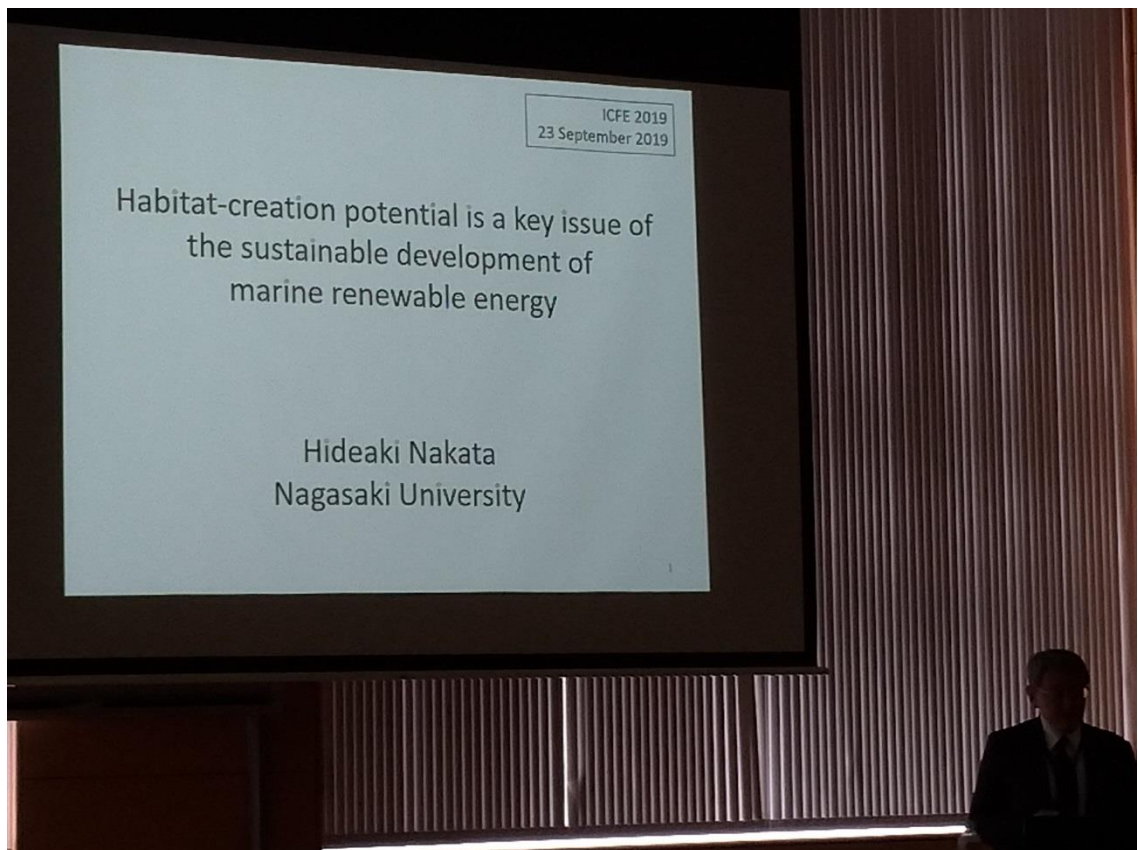 ICFE 2019
23 September 2019
Habitat-creation potential is a key issue of
the sustainable development of
marine renewable energy
Hideaki Nakata
Nagasaki University
1